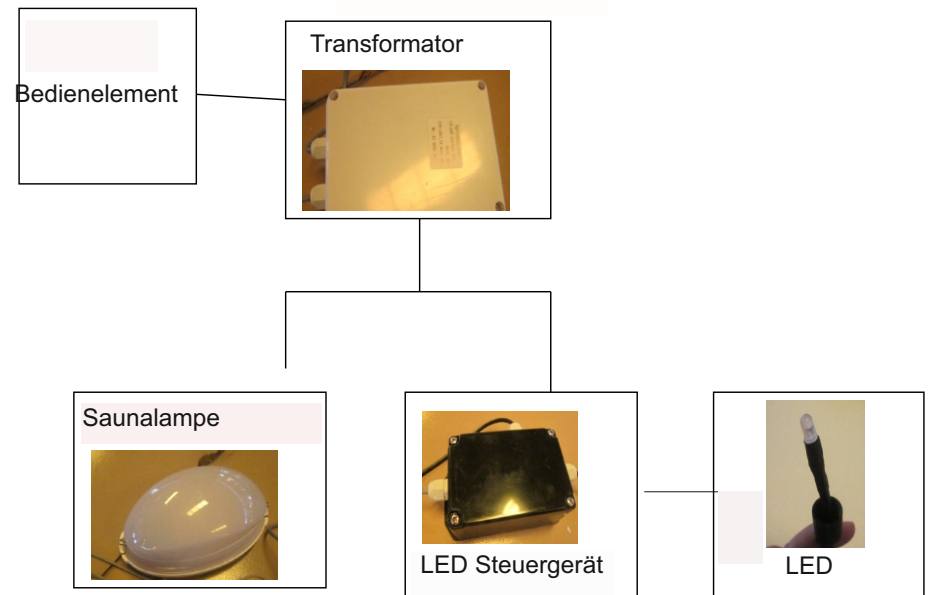 Transformator
Bedienelement
Saunalampe
LED Steuergerät
LED